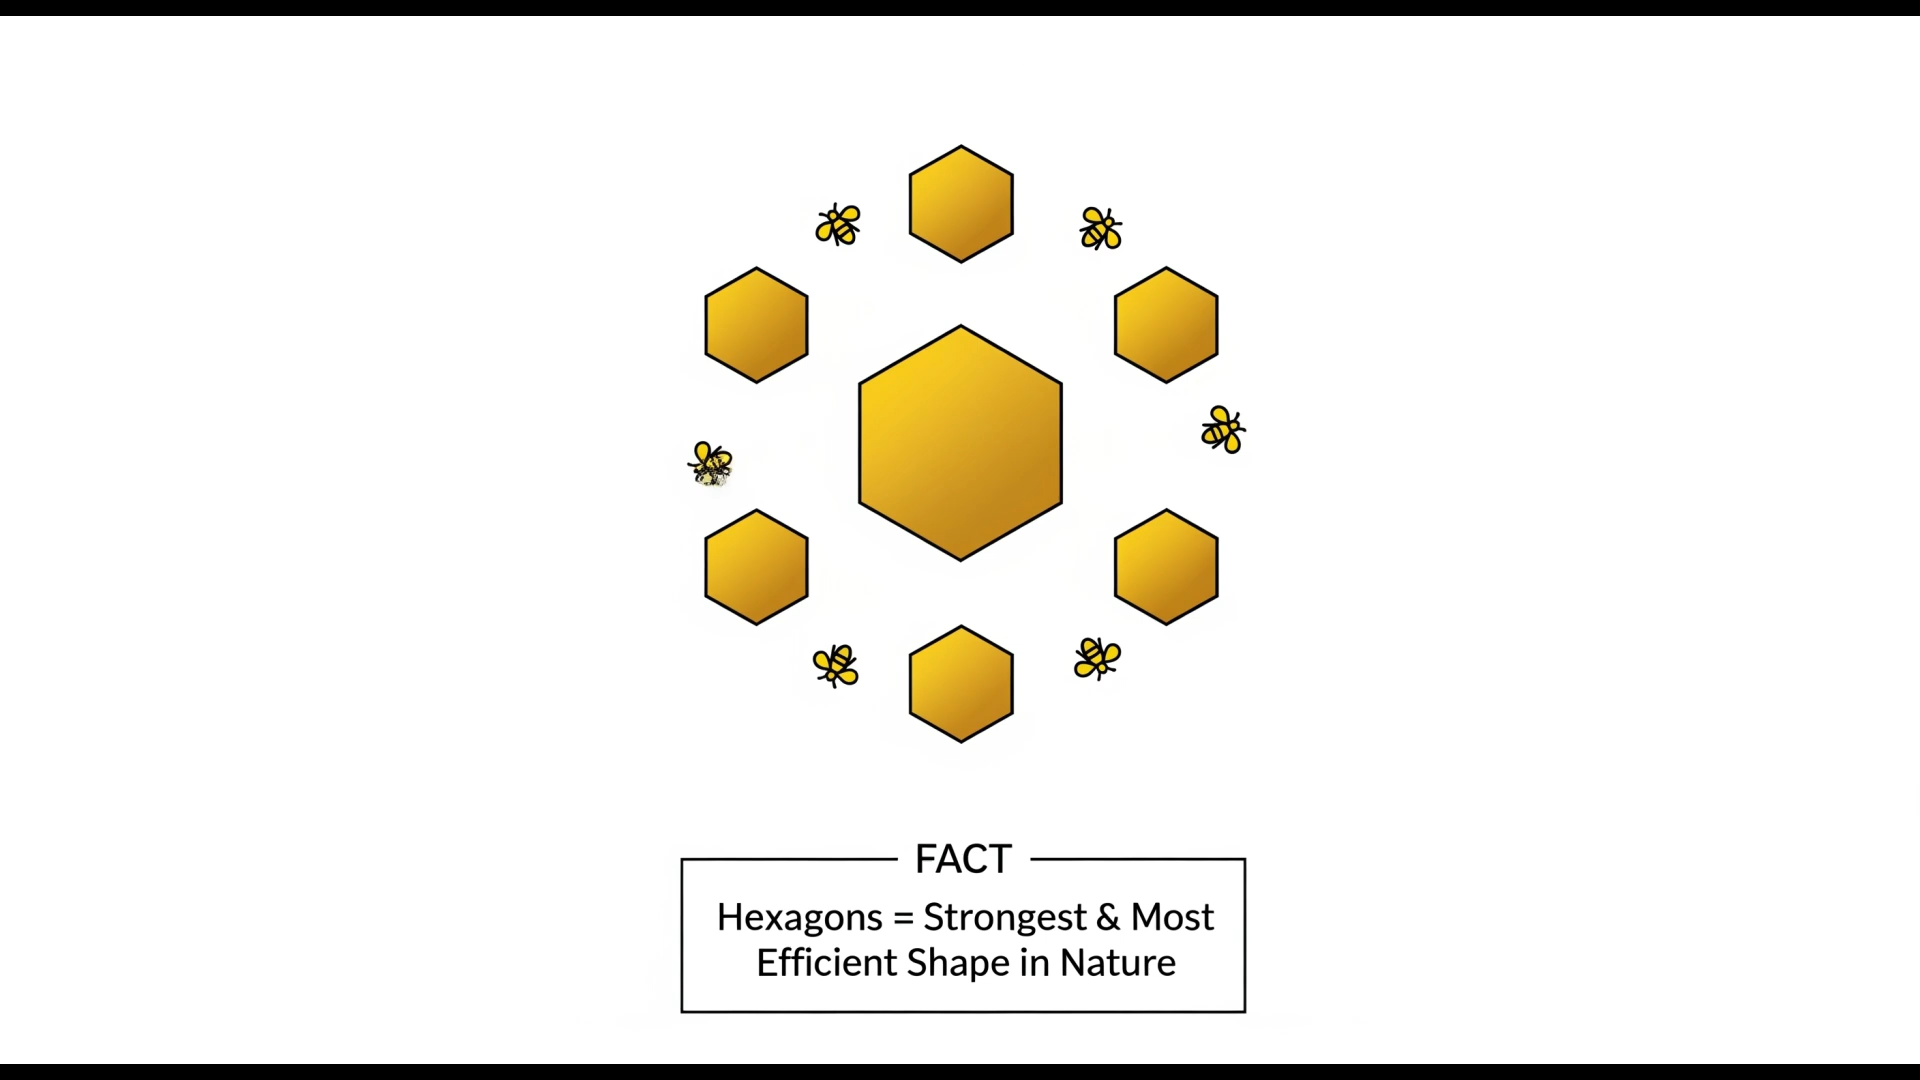 FACT
Hexagons = Strongest & Most
Efficient Shape in Nature